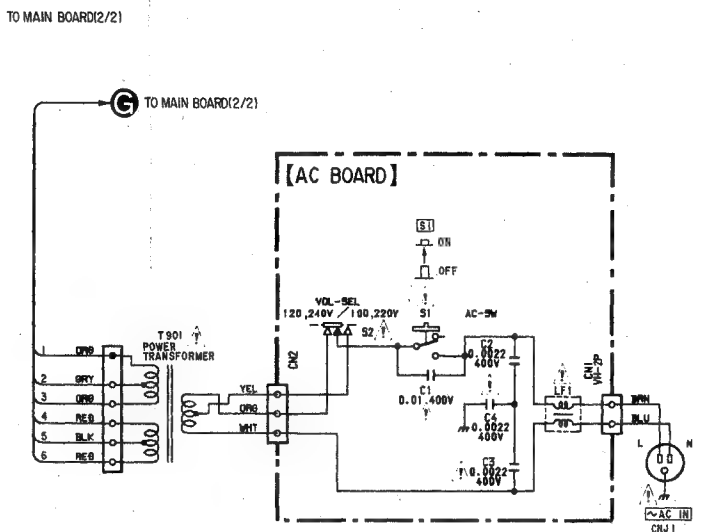 TO MAIN BOARD(2/2)
G TO MAIN BOARD(2/2)
【AC BOARD】
S1
ON
OFF
VOL-SEL
120,240V / 100,220V
S2
S1
AC-SW
T901
POWER
TRANSFORMER
CN2
C2
0.0022
400V
C1
0.01 400V
C4
0.0022
400V
C3
0.0022
400V
LF1
CN1
VH-2P
1 ORG
2 GRY
3 ORG
4 RED
5 BLK
6 RED
YEL
ORG
WHT
BRN
BLU
L N
~AC IN
CNJ1